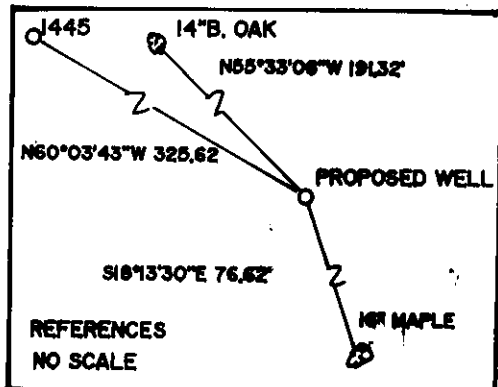 1445
14"B. OAK
N55°33'06"W 191.32'
N60°03'43"W 325.62
PROPOSED WELL
S18°13'30"E 76.62'
MAPLE
REFERENCES
NO SCALE